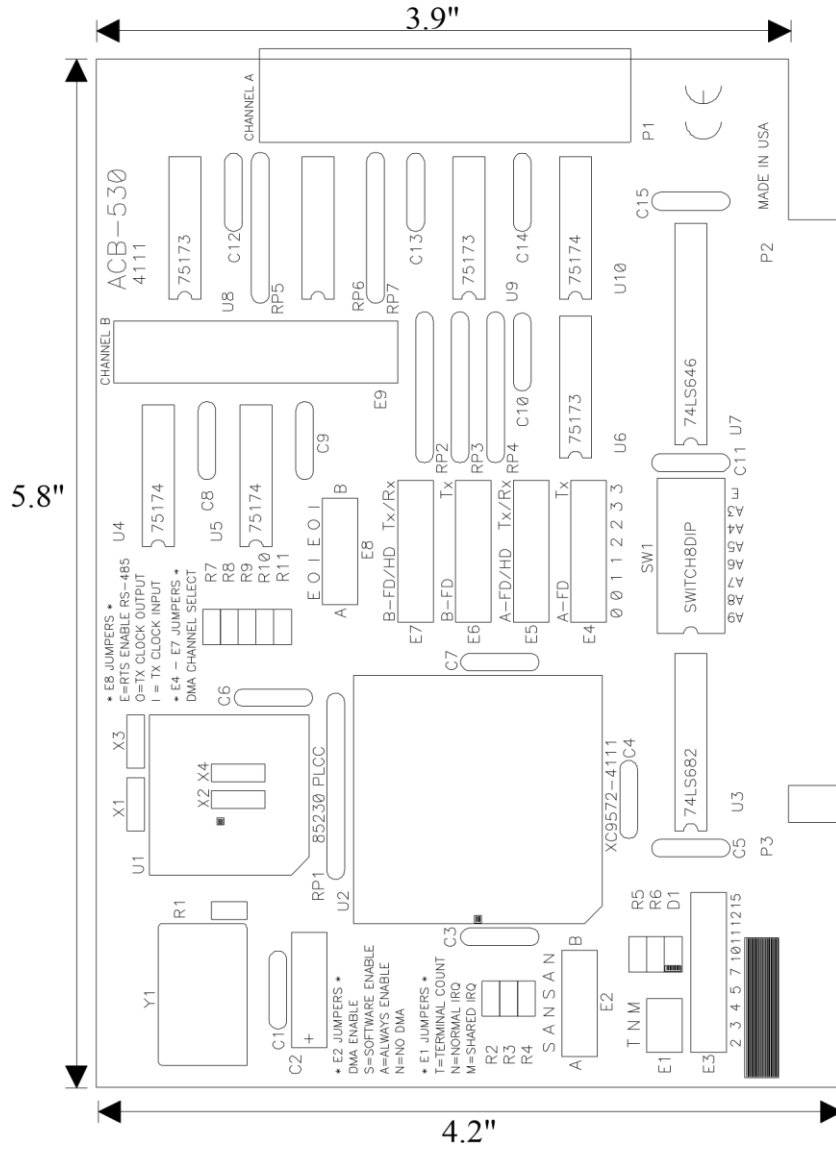 3.9"
CHANNEL A
P1
MADE IN USA
ACB-530
4111
75173
U8
C12
RP5
RP6
RP7
C13
75173
U9
C14
75174
U10
C15
P2
CHANNEL B
E9
RP2
RP3
RP4
C10
75173
U6
74LS646
U7
C11
5.8"
U4
75174
C8
U5
75174
C9
R7
R8
R9
R10
R11
E O I E O I
A
B
E8
B-FD/HD Tx/Rx
E7
B-FD Tx
E6
A-FD/HD Tx/Rx
E5
A-FD Tx
E4
0 0 1 1 2 2 3 3
SW1
SWITCH8DIP
A9 A8 A7 A6 A5 A4 A3 E
* E8 JUMPERS *
E=RTS ENABLE RS-485
O=TX CLOCK OUTPUT
I = TX CLOCK INPUT
* E4 - E7 JUMPERS *
DMA CHANNEL SELECT
C6
C7
X3
X1
X4
X2
U1
85230 PLCC
RP1
U2
XC9572-4111
C4
74LS682
U3
C5
P3
R1
Y1
C1
C2
+
C3
* E2 JUMPERS *
DMA ENABLE
S=SOFTWARE ENABLE
A=ALWAYS ENABLE
N=NO DMA
* E1 JUMPERS *
T=TERMINAL COUNT
N=NORMAL IRQ
M=SHARED IRQ
R2
R3
R4
S A N S A N
A
B
E2
R5
R6
D1
T N M
E1
E3
2 3 4 5 7 10 11 12 15
4.2"